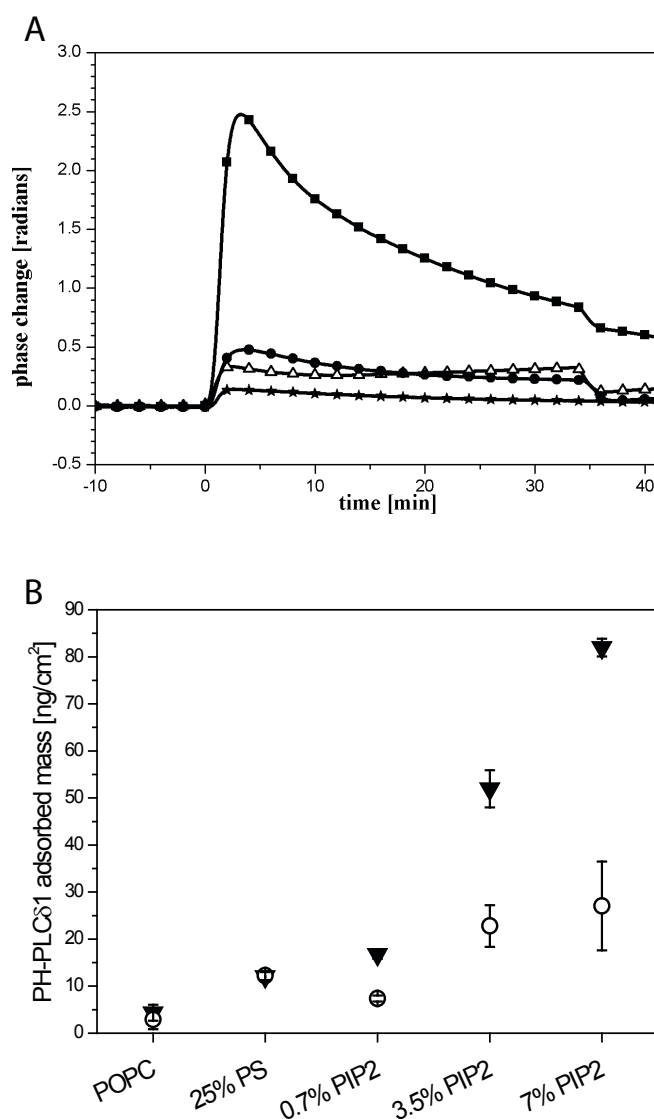 A
3.0
2.5
2.0
1.5
1.0
0.5
0.0
-0.5
phase change [radians]
-10 0 10 20 30 40
time [min]
B
90
80
70
60
50
40
30
20
10
0
PH-PLCδ1 adsorbed mass [ng/cm²]
POPC 25% PS 0.7% PIP2 3.5% PIP2 7% PIP2